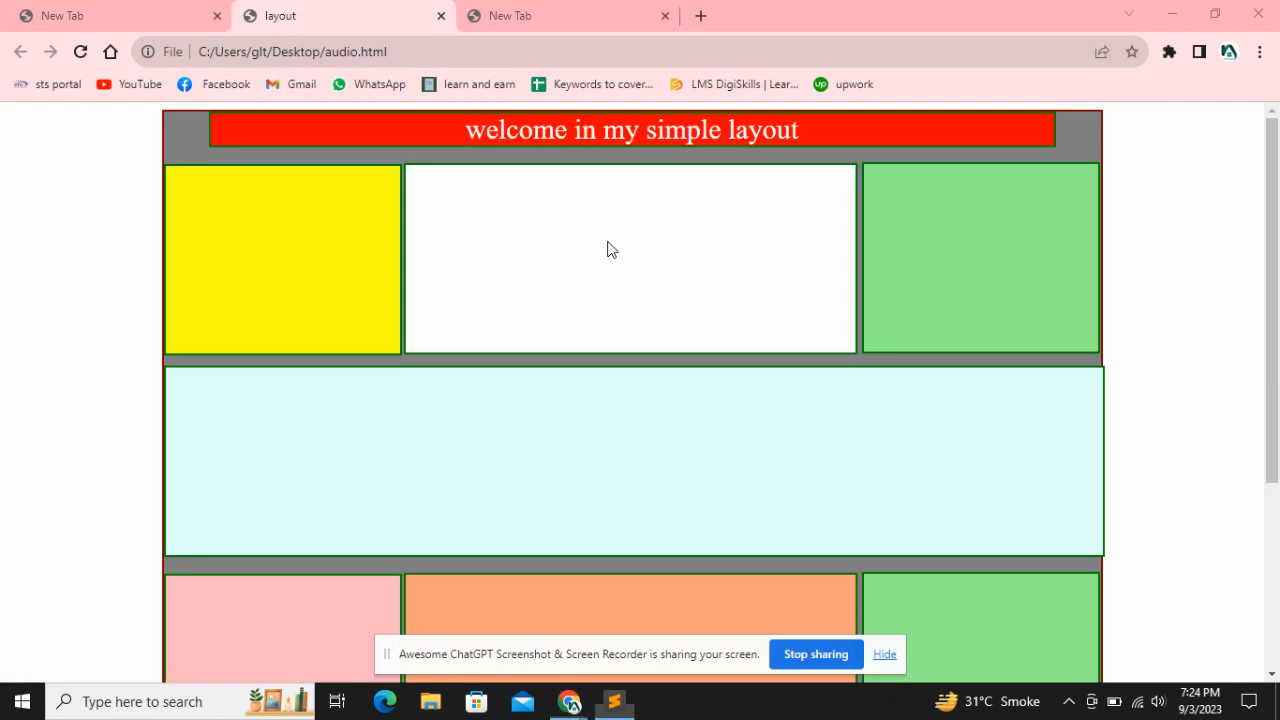 New Tab
layout
New Tab
File C:/Users/glt/Desktop/audio.html
sts portal YouTube Facebook Gmail WhatsApp learn and earn Keywords to cover... LMS DigiSkills | Lear... up upwork
welcome in my simple layout
Awesome ChatGPT Screenshot & Screen Recorder is sharing your screen. Stop sharing Hide
Type here to search
31°C Smoke
7:24 PM
9/3/2023